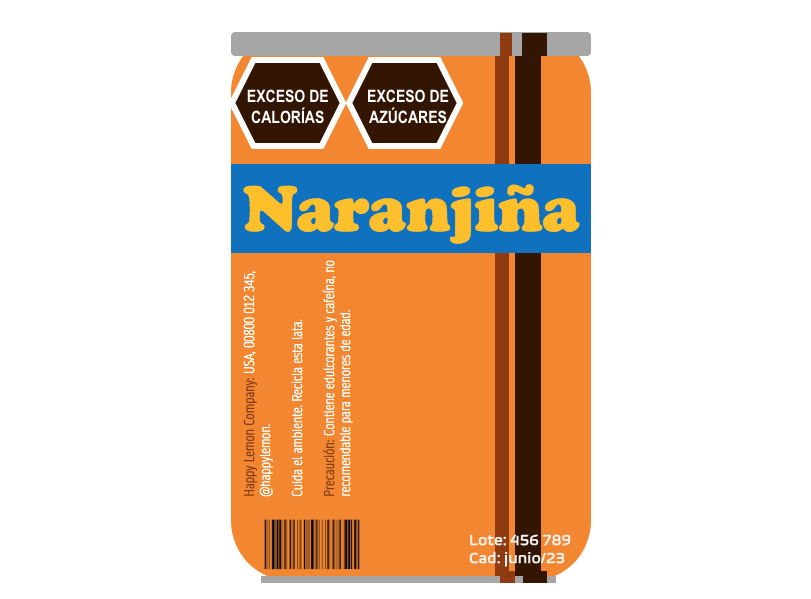 EXCESO DE
CALORÍAS
EXCESO DE
AZÚCARES
Naranjiña
Happy Lemon Company: USA, 00800 012 345,
@happylemon.
Cuida el ambiente. Recicla esta lata.
Precaución: Contiene edulcorantes y cafeína, no
recomendable para menores de edad.
Lote: 456 789
Cad: junio/23